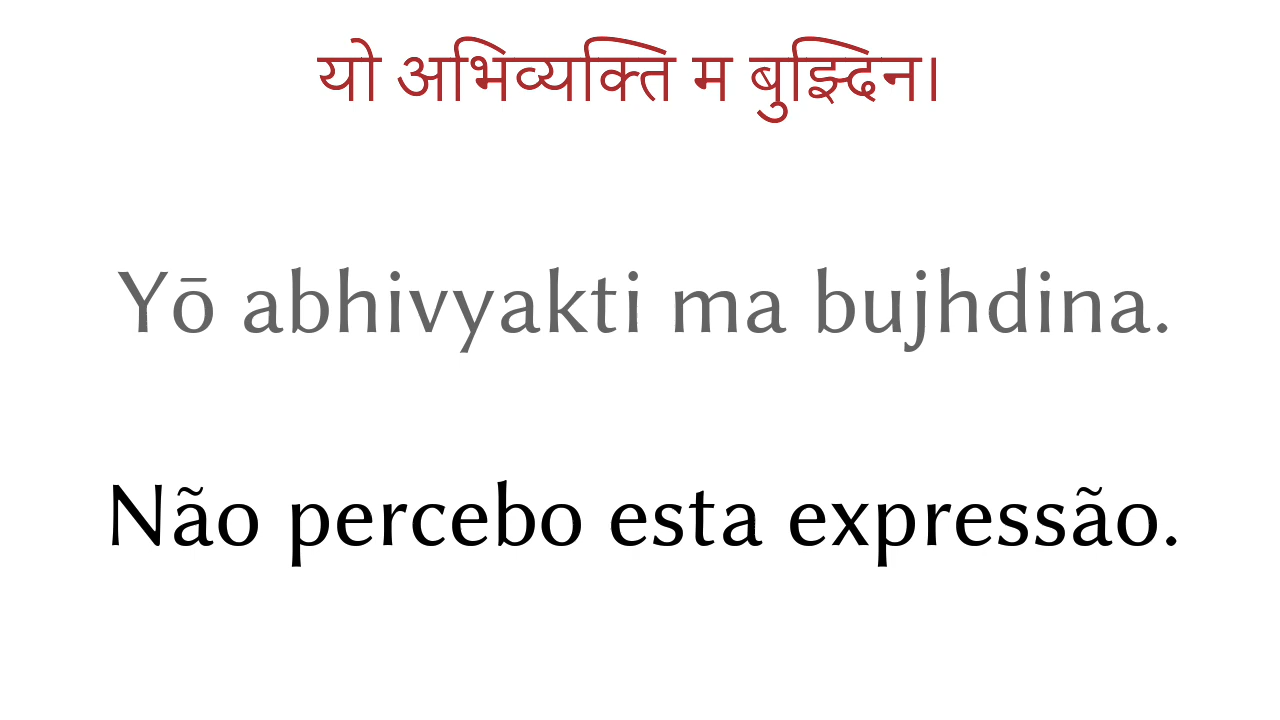 यो अभिव्यक्ति म बुझ्दिन।
Yō abhivyakti ma bujhdina.
Não percebo esta expressão.